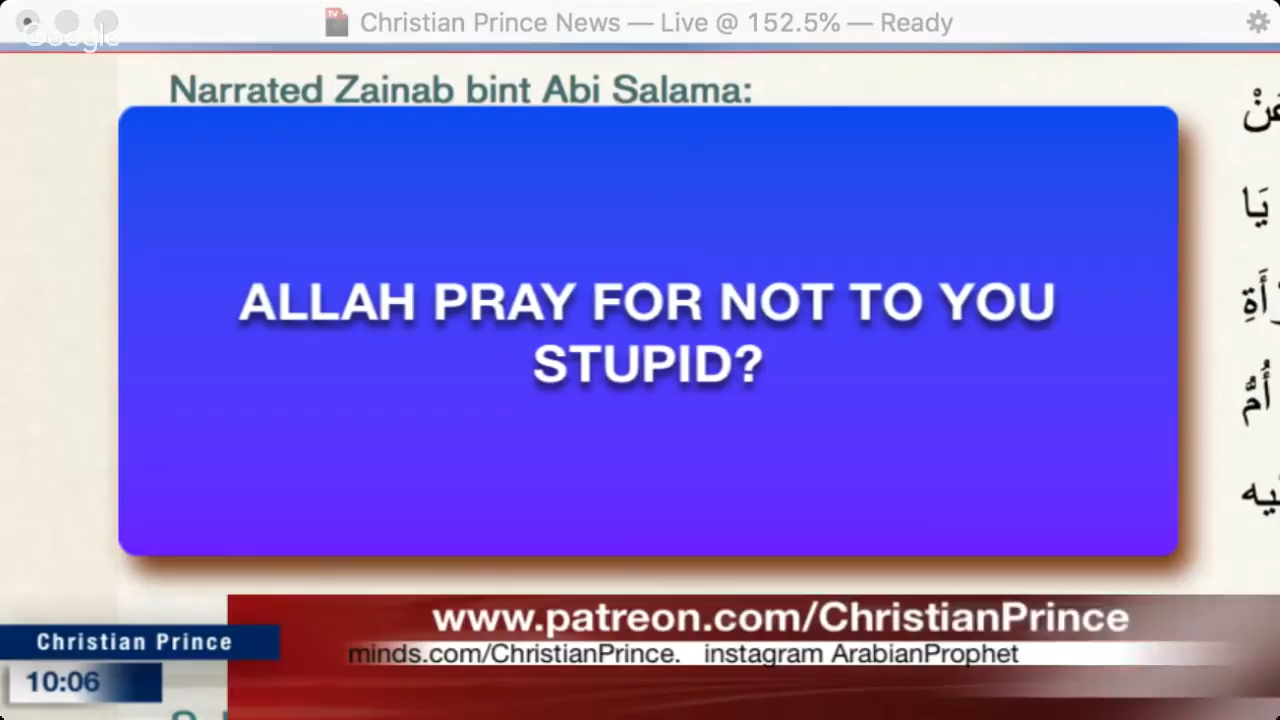 Christian Prince News — Live @ 152.5% — Ready
Google
Narrated Zainab bint Abi Salama:
ALLAH PRAY FOR NOT TO YOU
STUPID?
يَا
www.patreon.com/ChristianPrince
minds.com/ChristianPrince. instagram ArabianProphet
Christian Prince
10:06